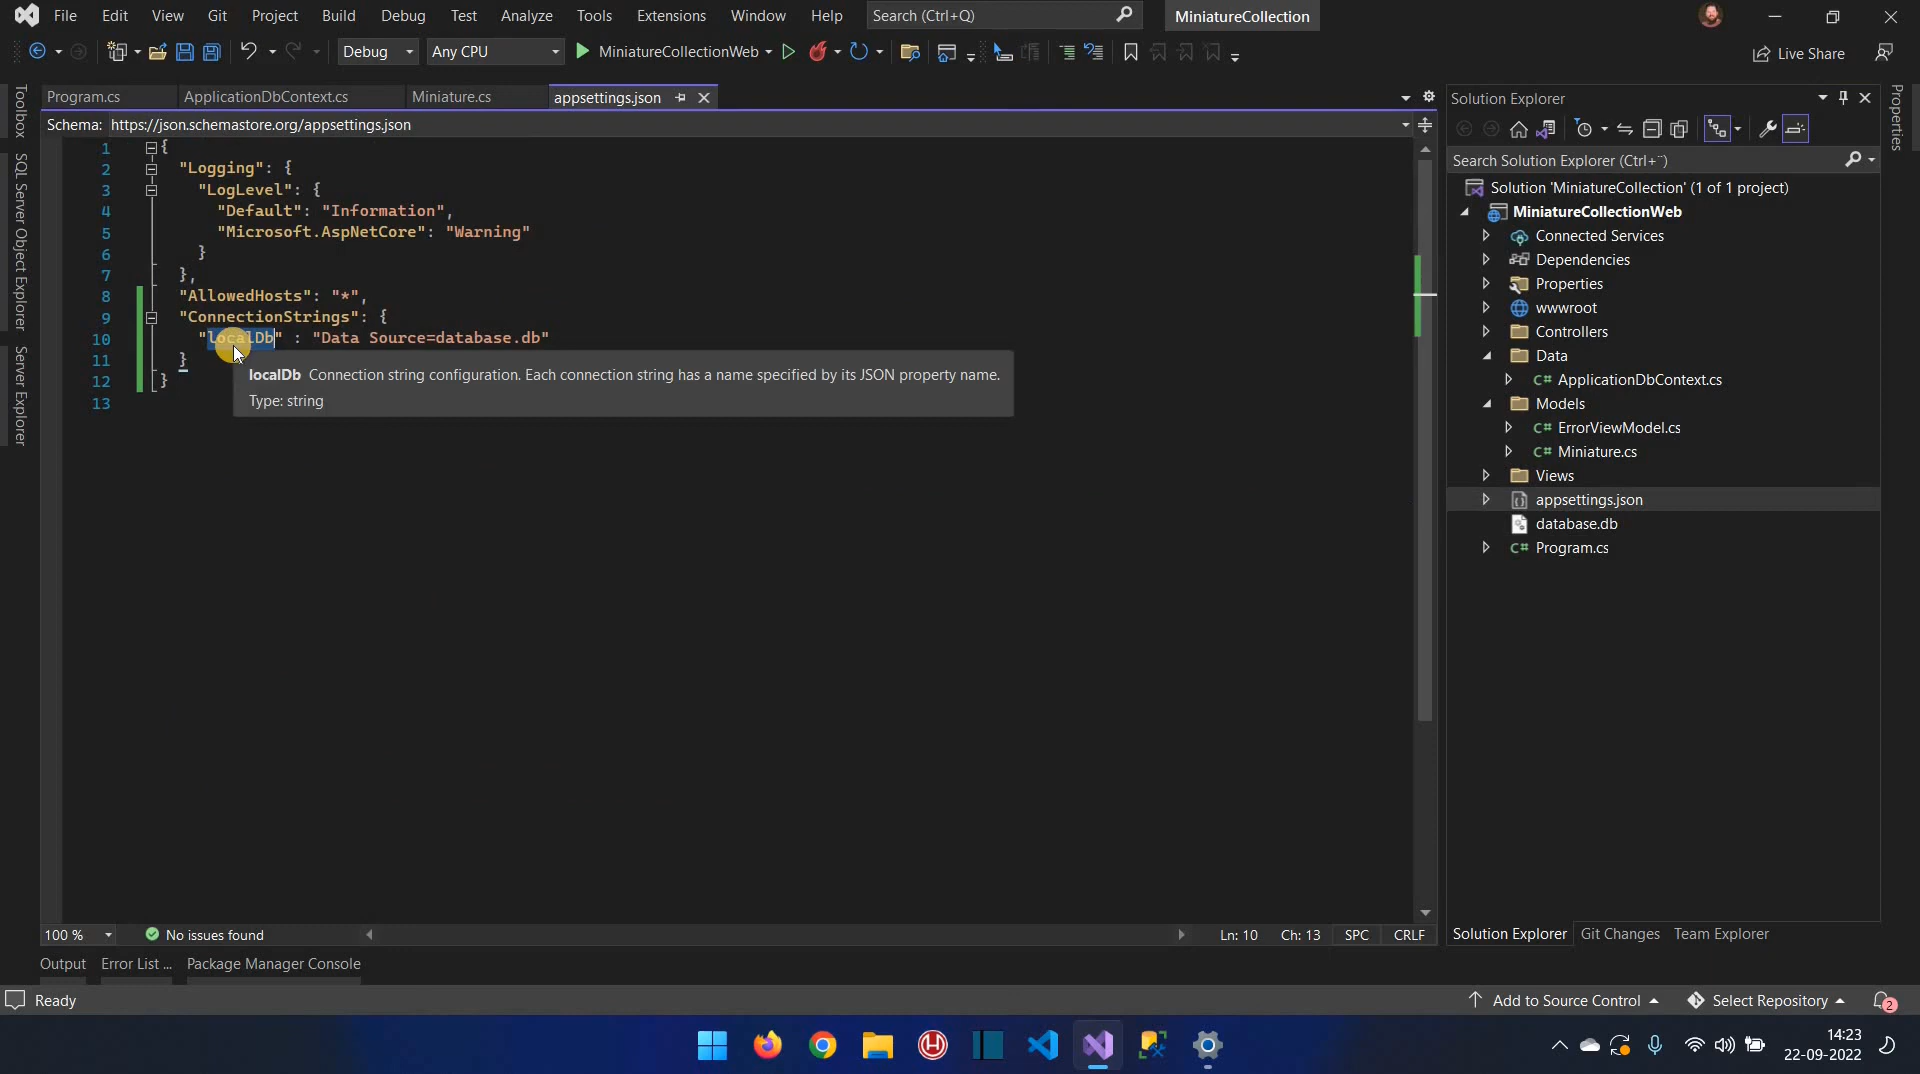 File Edit View Git Project Build Debug Test Analyze Tools Extensions Window Help Search (Ctrl+Q) MiniatureCollection
Debug Any CPU MiniatureCollectionWeb Live Share
Program.cs ApplicationDbContext.cs Miniature.cs appsettings.json
Schema: https://json.schemastore.org/appsettings.json
1 {
2 "Logging": {
3 "LogLevel": {
4 "Default": "Information",
5 "Microsoft.AspNetCore": "Warning"
6 }
7 },
8 "AllowedHosts": "*",
9 "ConnectionStrings": {
10 "localDb" : "Data Source=database.db"
11 }
12 }
13
localDb Connection string configuration. Each connection string has a name specified by its JSON property name.
Type: string
Toolbox
SQL Server Object Explorer
Server Explorer
Solution Explorer
Search Solution Explorer (Ctrl+¨)
Solution 'MiniatureCollection' (1 of 1 project)
MiniatureCollectionWeb
Connected Services
Dependencies
Properties
wwwroot
Controllers
Data
C# ApplicationDbContext.cs
Models
C# ErrorViewModel.cs
C# Miniature.cs
Views
appsettings.json
database.db
C# Program.cs
Properties
100 % No issues found Ln: 10 Ch: 13 SPC CRLF
Solution Explorer Git Changes Team Explorer
Output Error List ... Package Manager Console
Ready Add to Source Control Select Repository 2
14:23
22-09-2022